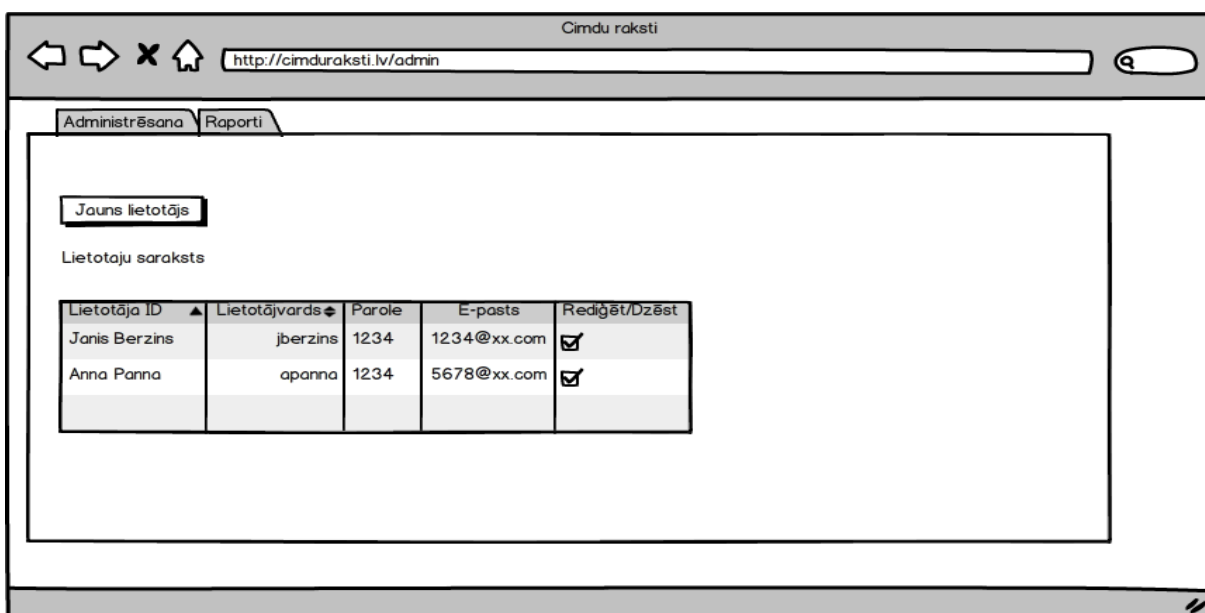 Cimdu raksti
http://cimduraksti.lv/admin
Administrēsana Raporti
Jauns lietotājs
Lietotaju saraksts
Lietotāja ID Lietotājvards Parole E-pasts Rediģēt/Dzēst
Janis Berzins jberzins 1234 1234@xx.com
Anna Panna apanna 1234 5678@xx.com